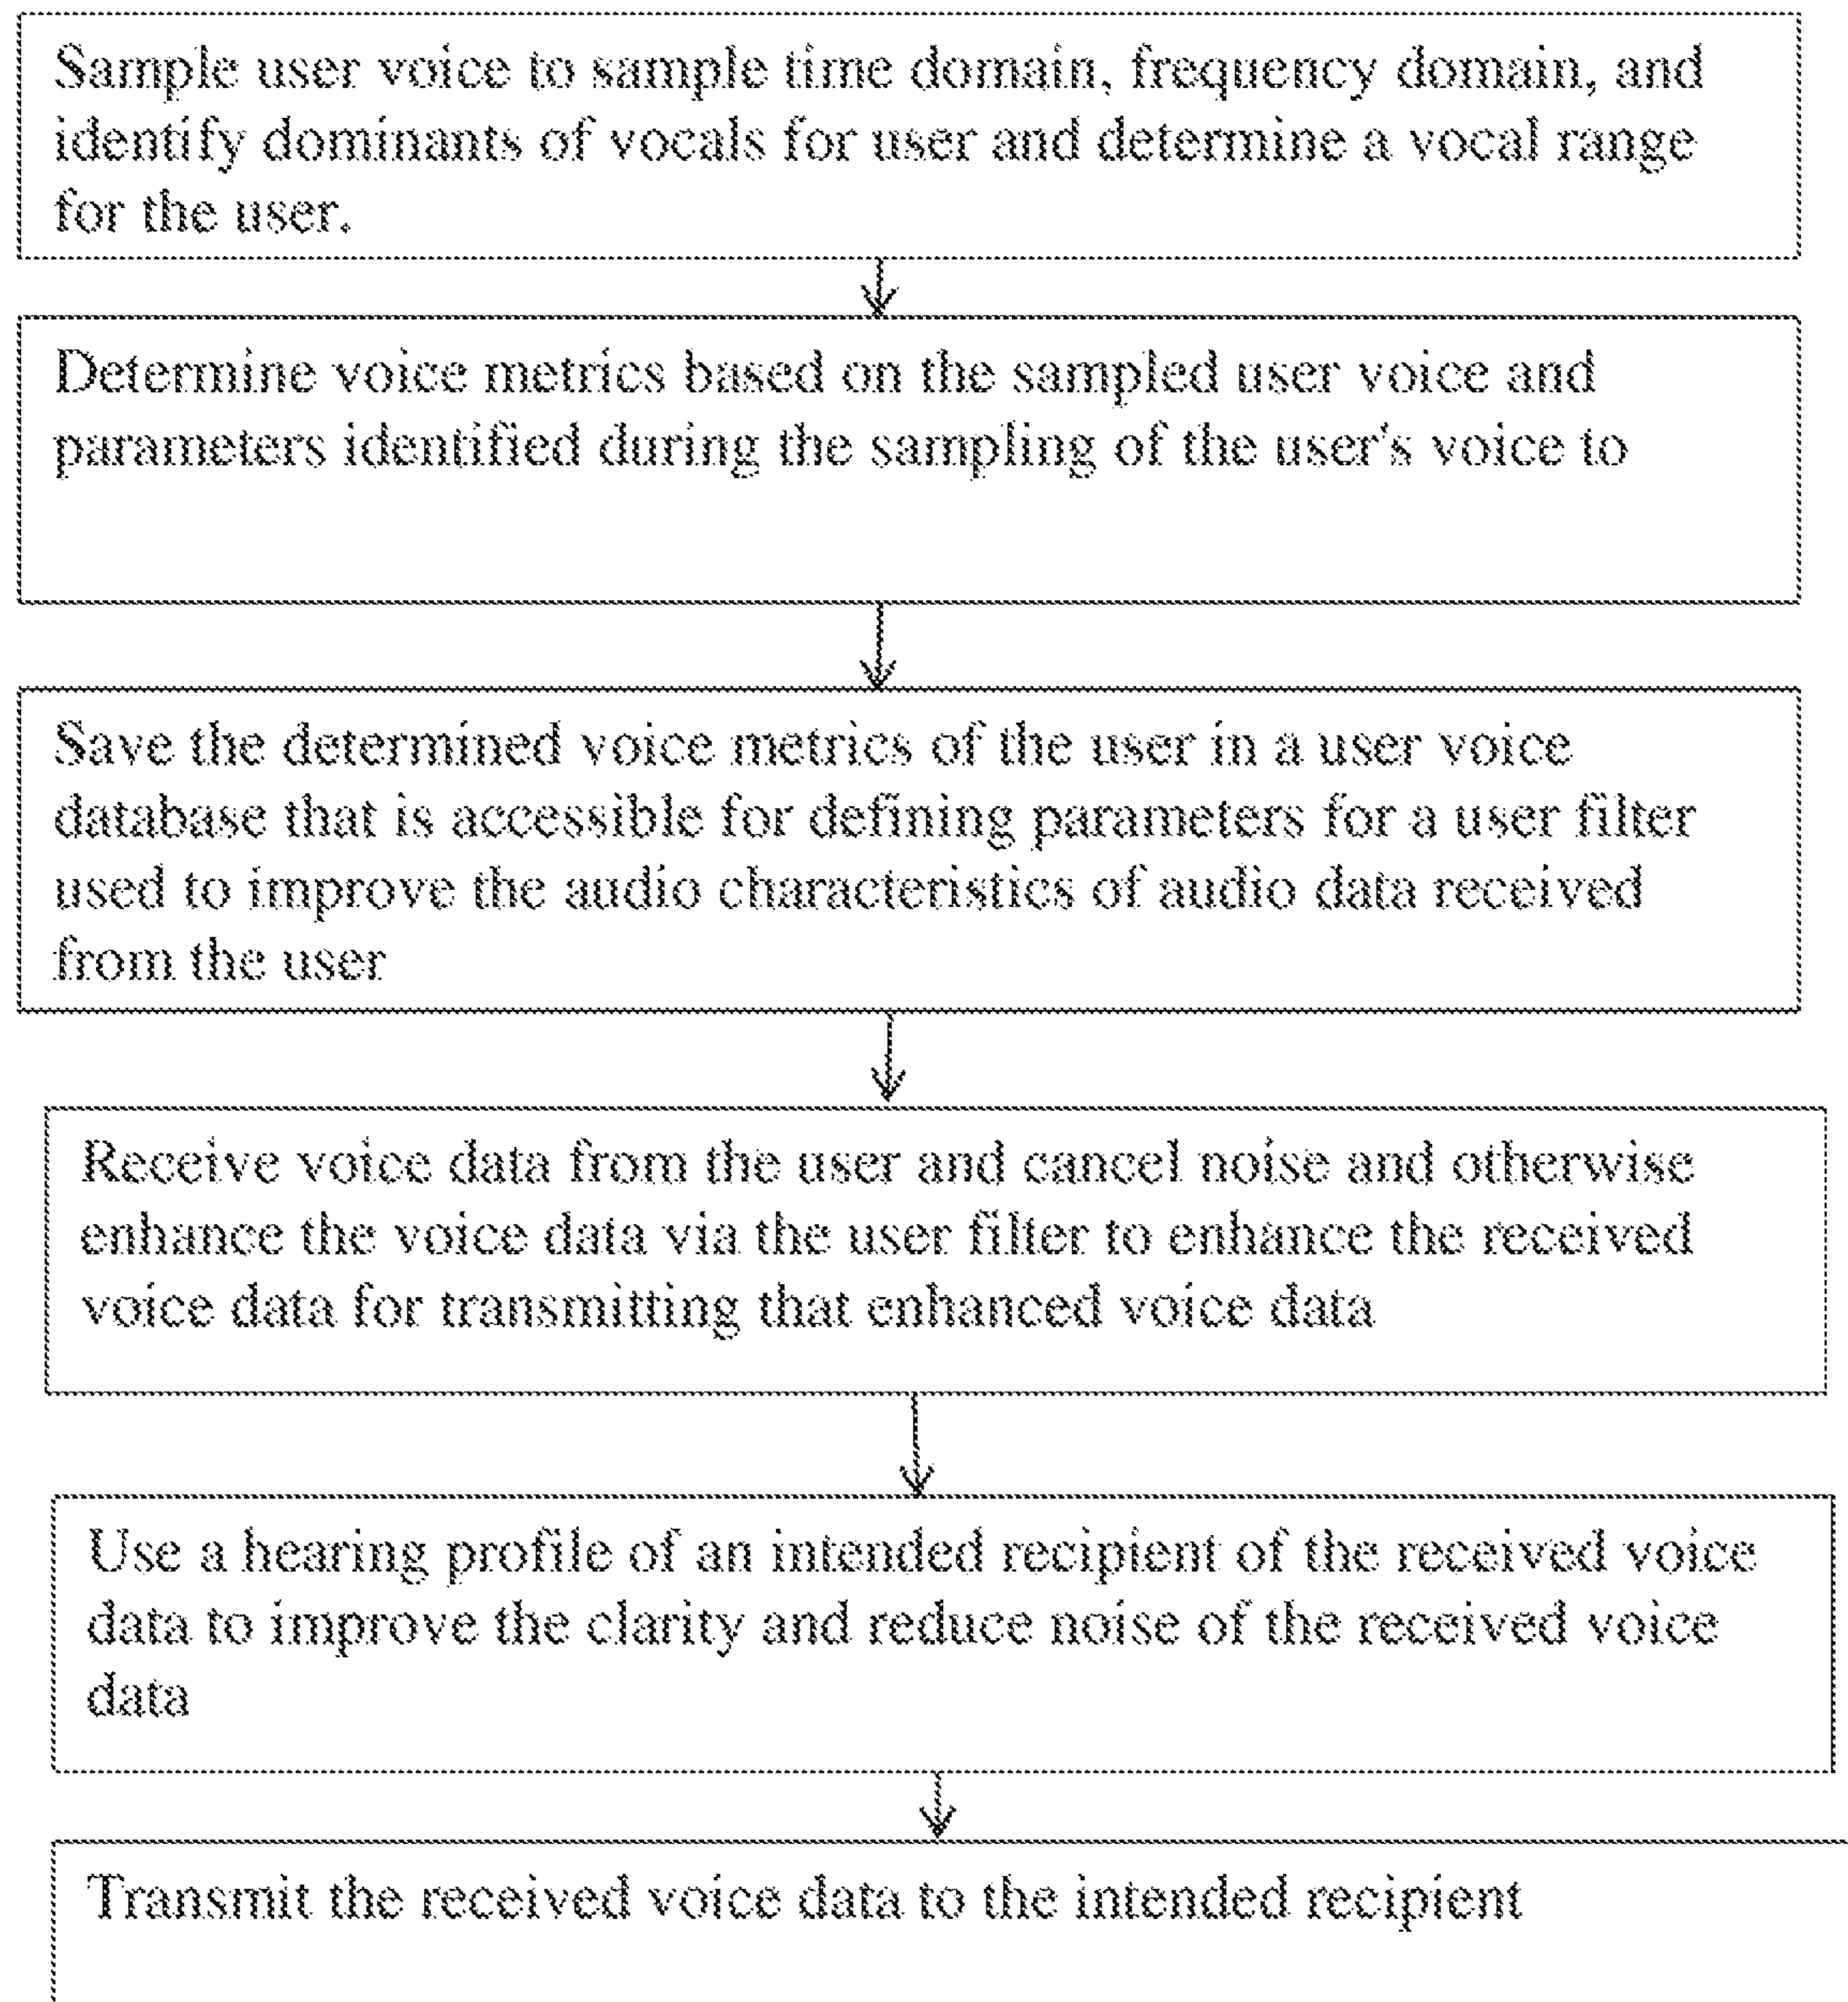 Sample user voice to sample time domain, frequency domain, and
identify dominants of vocals for user and determine a vocal range
for the user.
Determine voice metrics based on the sampled user voice and
parameters identified during the sampling of the user's voice to
Save the determined voice metrics of the user in a user voice
database that is accessible for defining parameters for a user filter
used to improve the audio characteristics of audio data received
from the user
Receive voice data from the user and cancel noise and otherwise
enhance the voice data via the user filter to enhance the received
voice data for transmitting that enhanced voice data
Use a hearing profile of an intended recipient of the received voice
data to improve the clarity and reduce noise of the received voice
data
Transmit the received voice data to the intended recipient